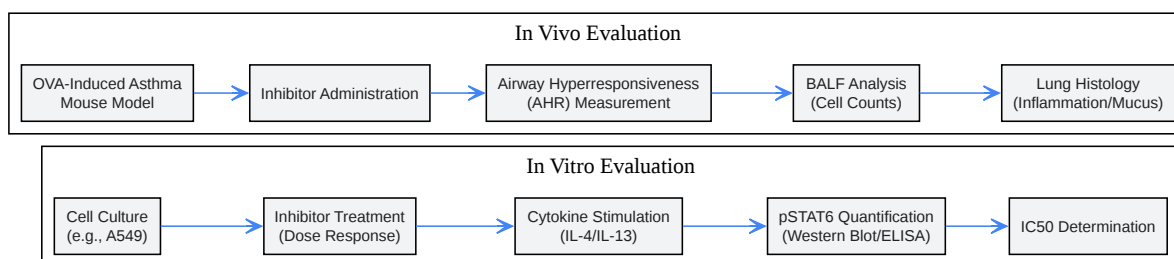 In Vivo Evaluation
OVA-Induced Asthma
Mouse Model
Inhibitor Administration
Airway Hyperresponsiveness
(AHR) Measurement
BALF Analysis
(Cell Counts)
Lung Histology
(Inflammation/Mucus)
In Vitro Evaluation
Cell Culture
(e.g., A549)
Inhibitor Treatment
(Dose Response)
Cytokine Stimulation
(IL-4/IL-13)
pSTAT6 Quantification
(Western Blot/ELISA)
IC50 Determination